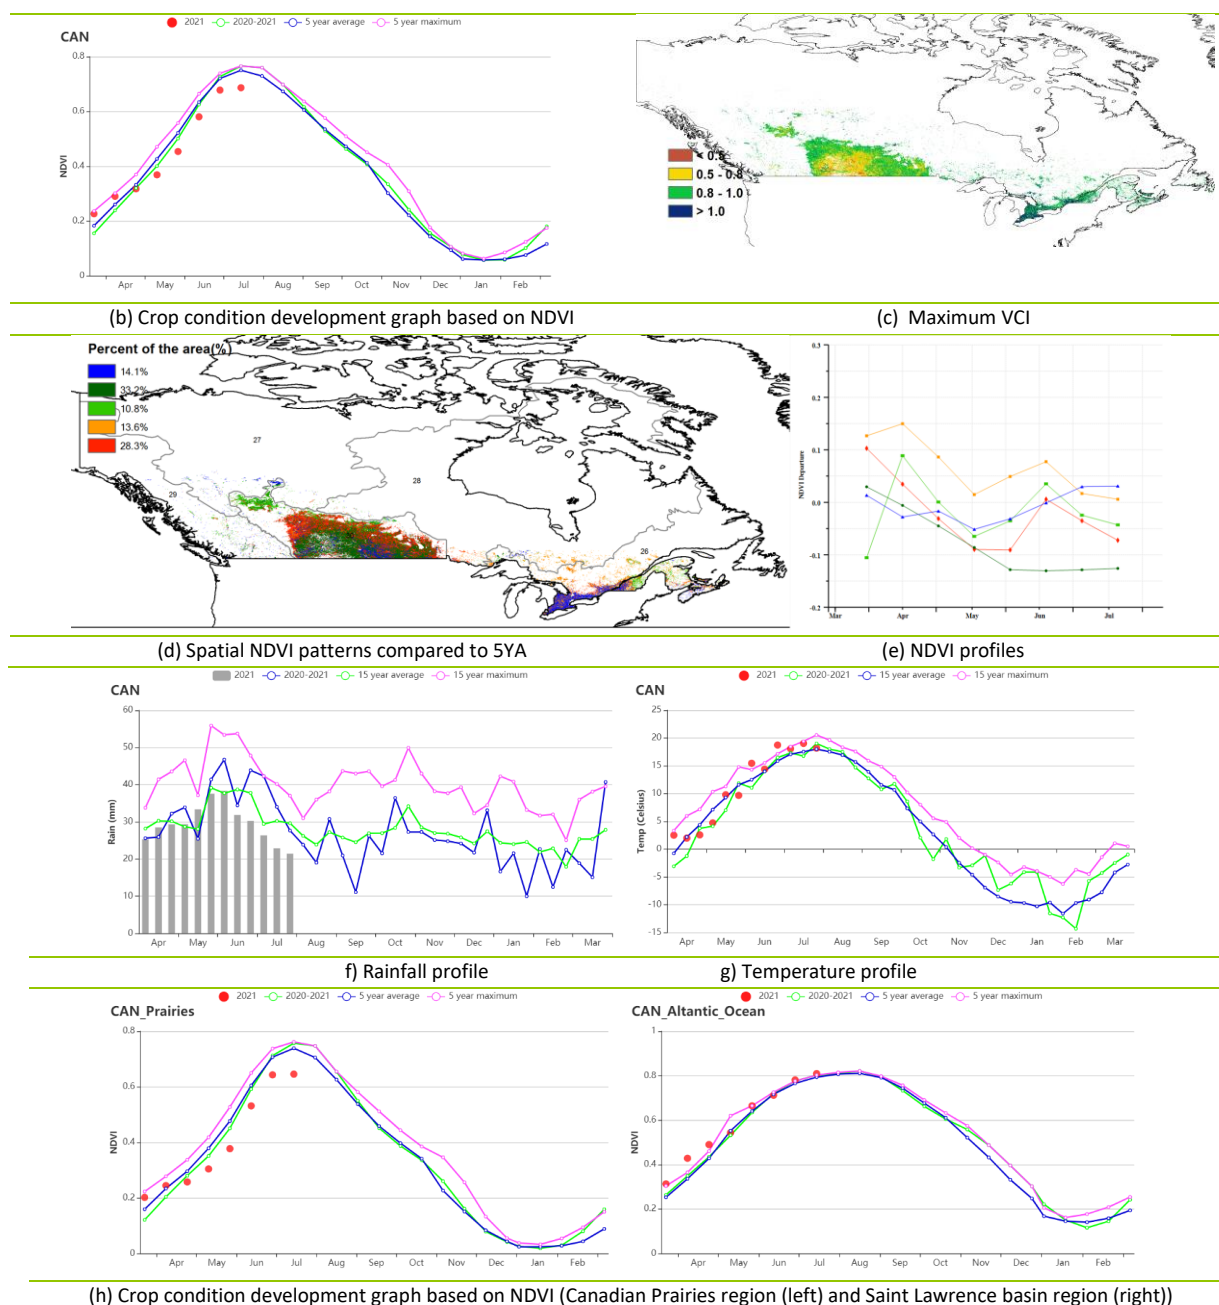 2021 2020-2021 5 year average 5 year maximum
CAN
0.8
0.6
0.4
0.2
0
NDVI
Apr May Jun Jul Aug Sep Oct Nov Dec Jan Feb
< 0.5
0.5 - 0.8
0.8 - 1.0
> 1.0
(b) Crop condition development graph based on NDVI
(c) Maximum VCI
Percent of the area(%)
14.1%
33.2%
10.8%
13.6%
28.3%
27
28
29
26
0.3
0.2
0.1
0.0
-0.1
-0.2
NDVI Departure
Mar Apr May Jun Jul
(d) Spatial NDVI patterns compared to 5YA
(e) NDVI profiles
2021 2020-2021 15 year average 15 year maximum
CAN
60
50
40
30
20
10
0
Rain (mm)
Apr May Jun Jul Aug Sep Oct Nov Dec Jan Feb Mar
2021 2020-2021 15 year average 15 year maximum
CAN
25
20
15
10
5
0
-5
-10
-15
Temp (Celsius)
Apr May Jun Jul Aug Sep Oct Nov Dec Jan Feb Mar
f) Rainfall profile
g) Temperature profile
2021 2020-2021 5 year average 5 year maximum
CAN_Prairies
0.8
0.6
0.4
0.2
0
NDVI
Apr May Jun Jul Aug Sep Oct Nov Dec Jan Feb
2021 2020-2021 5 year average 5 year maximum
CAN_Altantic_Ocean
1
0.8
0.6
0.4
0.2
0
NDVI
Apr May Jun Jul Aug Sep Oct Nov Dec Jan Feb
(h) Crop condition development graph based on NDVI (Canadian Prairies region (left) and Saint Lawrence basin region (right))